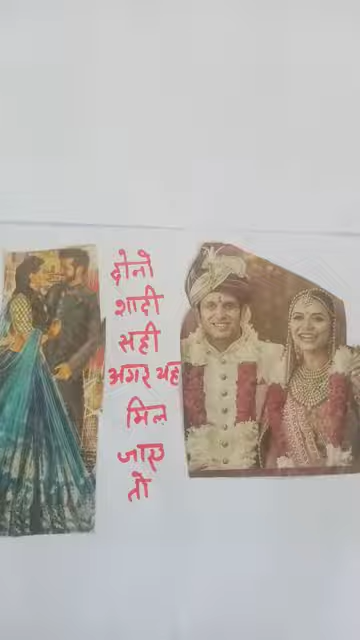 दोनो
शादी
सही
अगर यह
मिल
जाए
तो